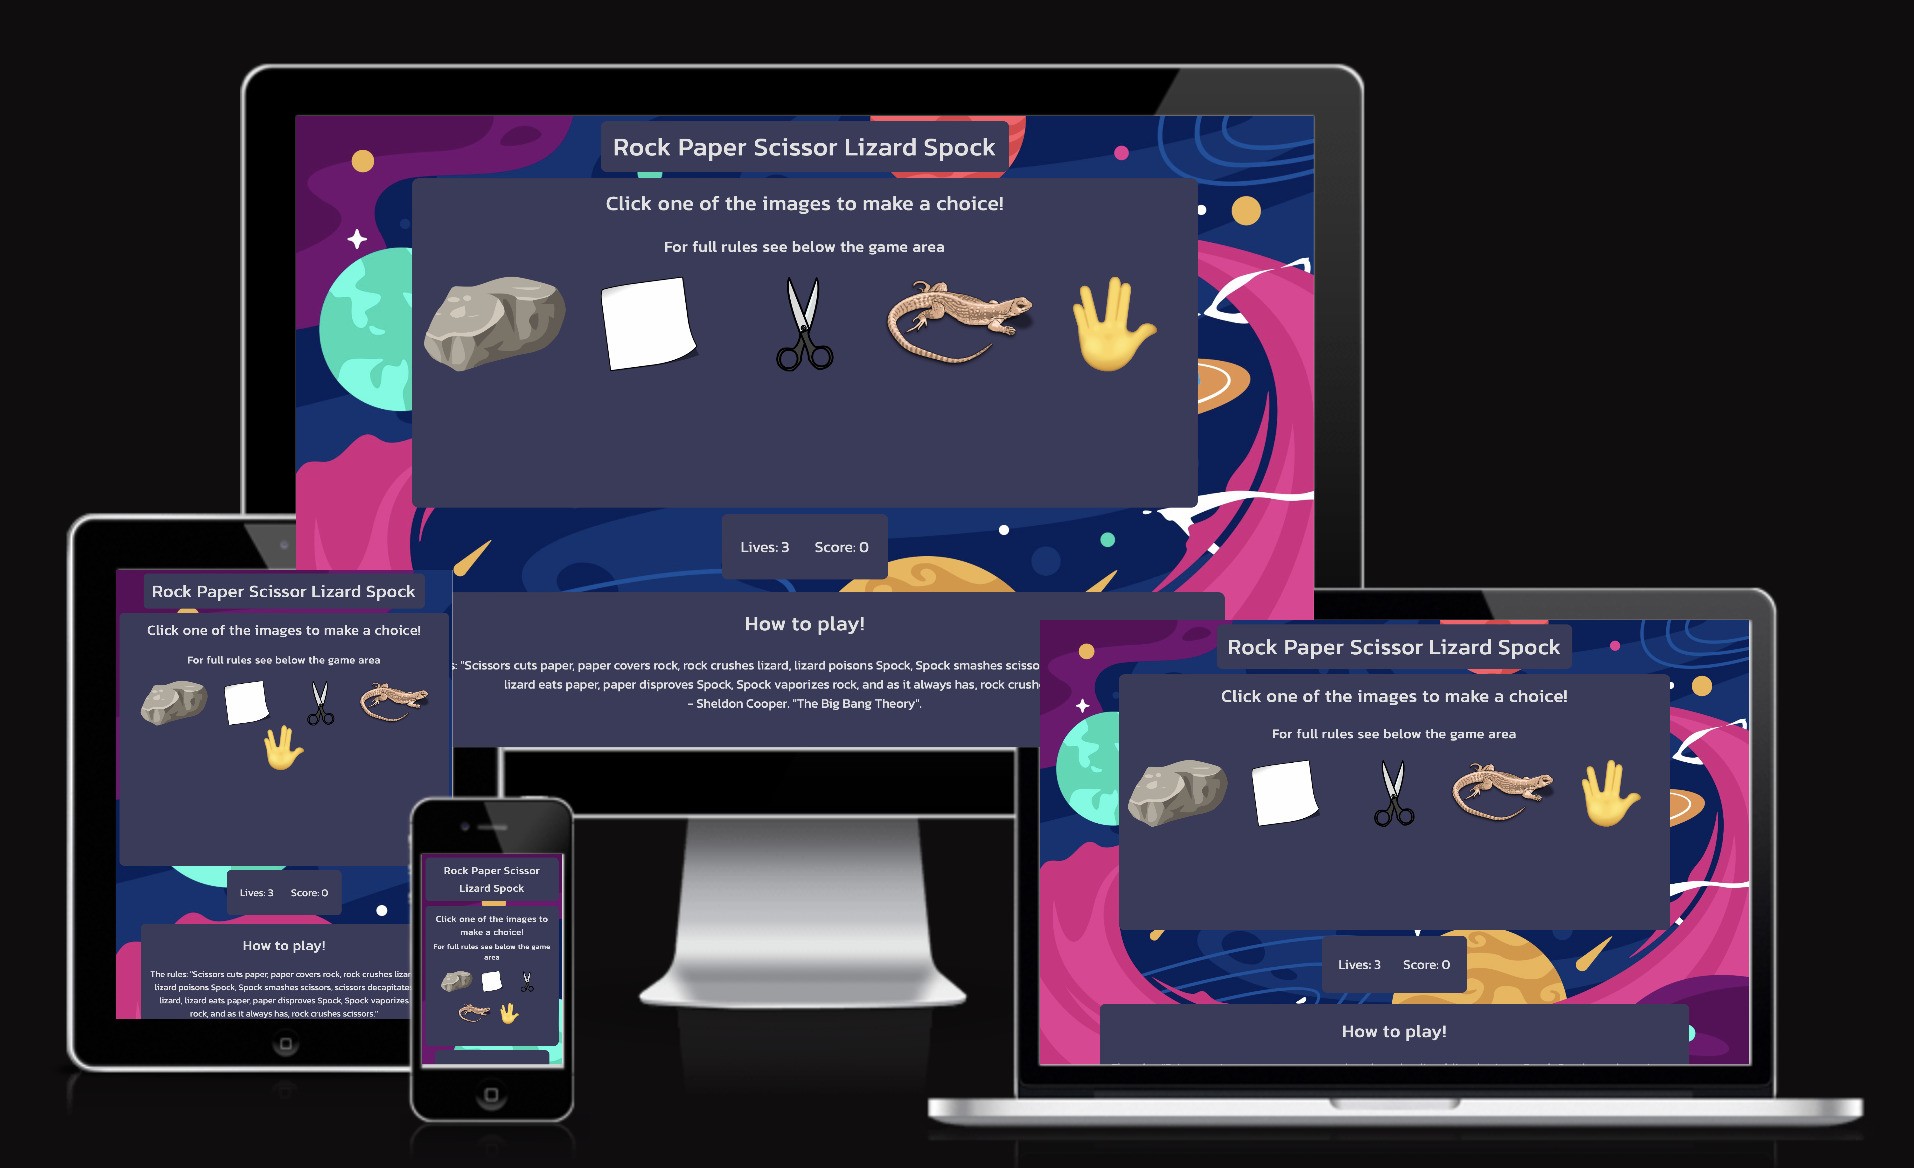 Rock Paper Scissor Lizard Spock
Click one of the images to make a choice!
For full rules see below the game area
Lives: 3 Score: 0
How to play!
"Scissors cuts paper, paper covers rock, rock crushes lizard, lizard poisons Spock, Spock smashes
lizard eats paper, paper disproves Spock, Spock vaporizes rock, and as it always has, rock
- Sheldon Cooper. "The Big Bang Theory".
Rock Paper Scissor Lizard Spock
Click one of the images to make a choice!
For full rules see below the game area
Lives: 3 Score: 0
How to play!
The rules: "Scissors cuts paper, paper covers rock, rock crushes
lizard poisons Spock, Spock smashes scissors, scissors
lizard, lizard eats paper, paper disproves Spock, Spock vaporizes
rock, and as it always has, rock crushes scissors."
Rock Paper Scissor
Lizard Spock
Click one of the images to
make a choice!
For full rules see below the game
area
Rock Paper Scissor Lizard Spock
Click one of the images to make a choice!
For full rules see below the game area
Lives: 3 Score: 0
How to play!